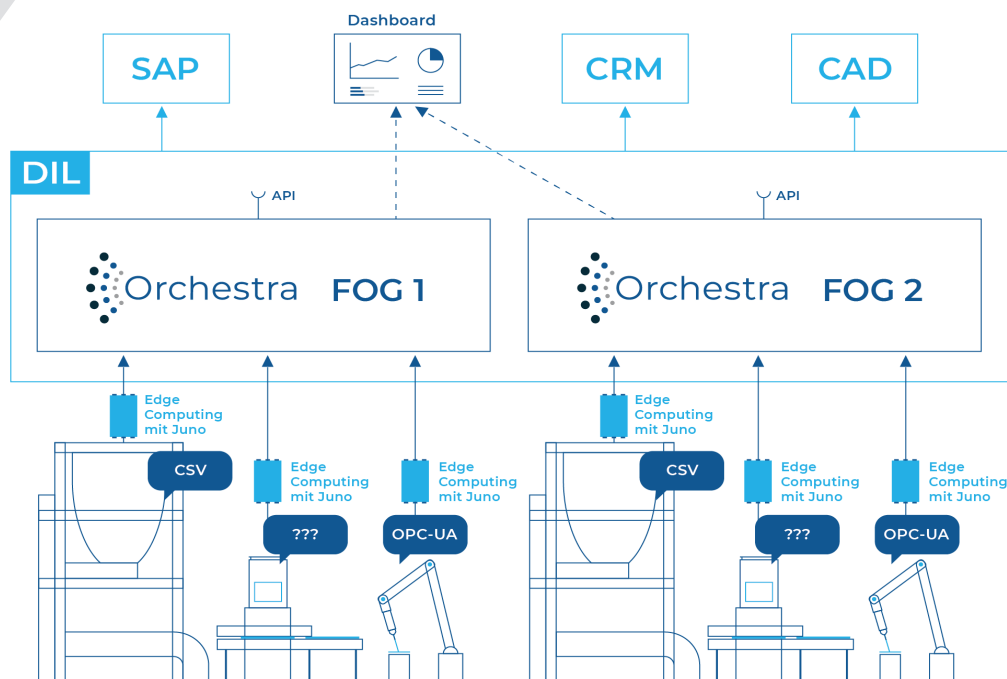 Dashboard
SAP
CRM
CAD
DIL
API
API
Orchestra FOG 1
Orchestra FOG 2
Edge
Computing
mit Juno
Edge
Computing
mit Juno
CSV
Edge
Computing
mit Juno
Edge
Computing
mit Juno
CSV
Edge
Computing
mit Juno
Edge
Computing
mit Juno
???
OPC-UA
???
OPC-UA